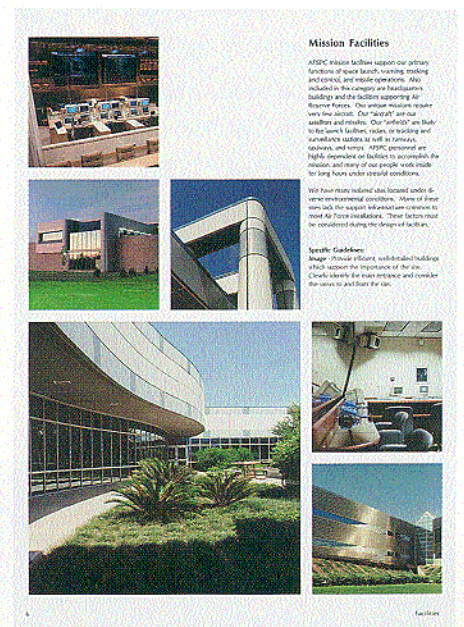 Mission Facilities
AFSPC mission facilities support our primary
functions of space launch, warning, tracking
and control, and missile operations. Also
included in this category are headquarters
buildings and the facilities supporting Air
Reserve Forces. Our unique missions require
very few aircraft. Our "aircraft" are our
satellites and missiles. Our "airfields" are likely
to be launch facilities, radars, or tracking and
surveillance stations as well as runways,
taxiways, and ramps. AFSPC personnel are
highly dependent on facilities to accomplish the
mission, and many of our people work inside
for long hours under stressful conditions.
We have many isolated sites located under di-
verse environmental conditions. Many of these
sites lack the support infrastructure common to
most Air Force installations. These factors must
be considered during the design of facilities.
Specific Guidelines:
Image - Provide efficient, well-detailed buildings
which support the importance of the site.
Clearly identify the main entrance and consider
the views to and from the site.
Facilities